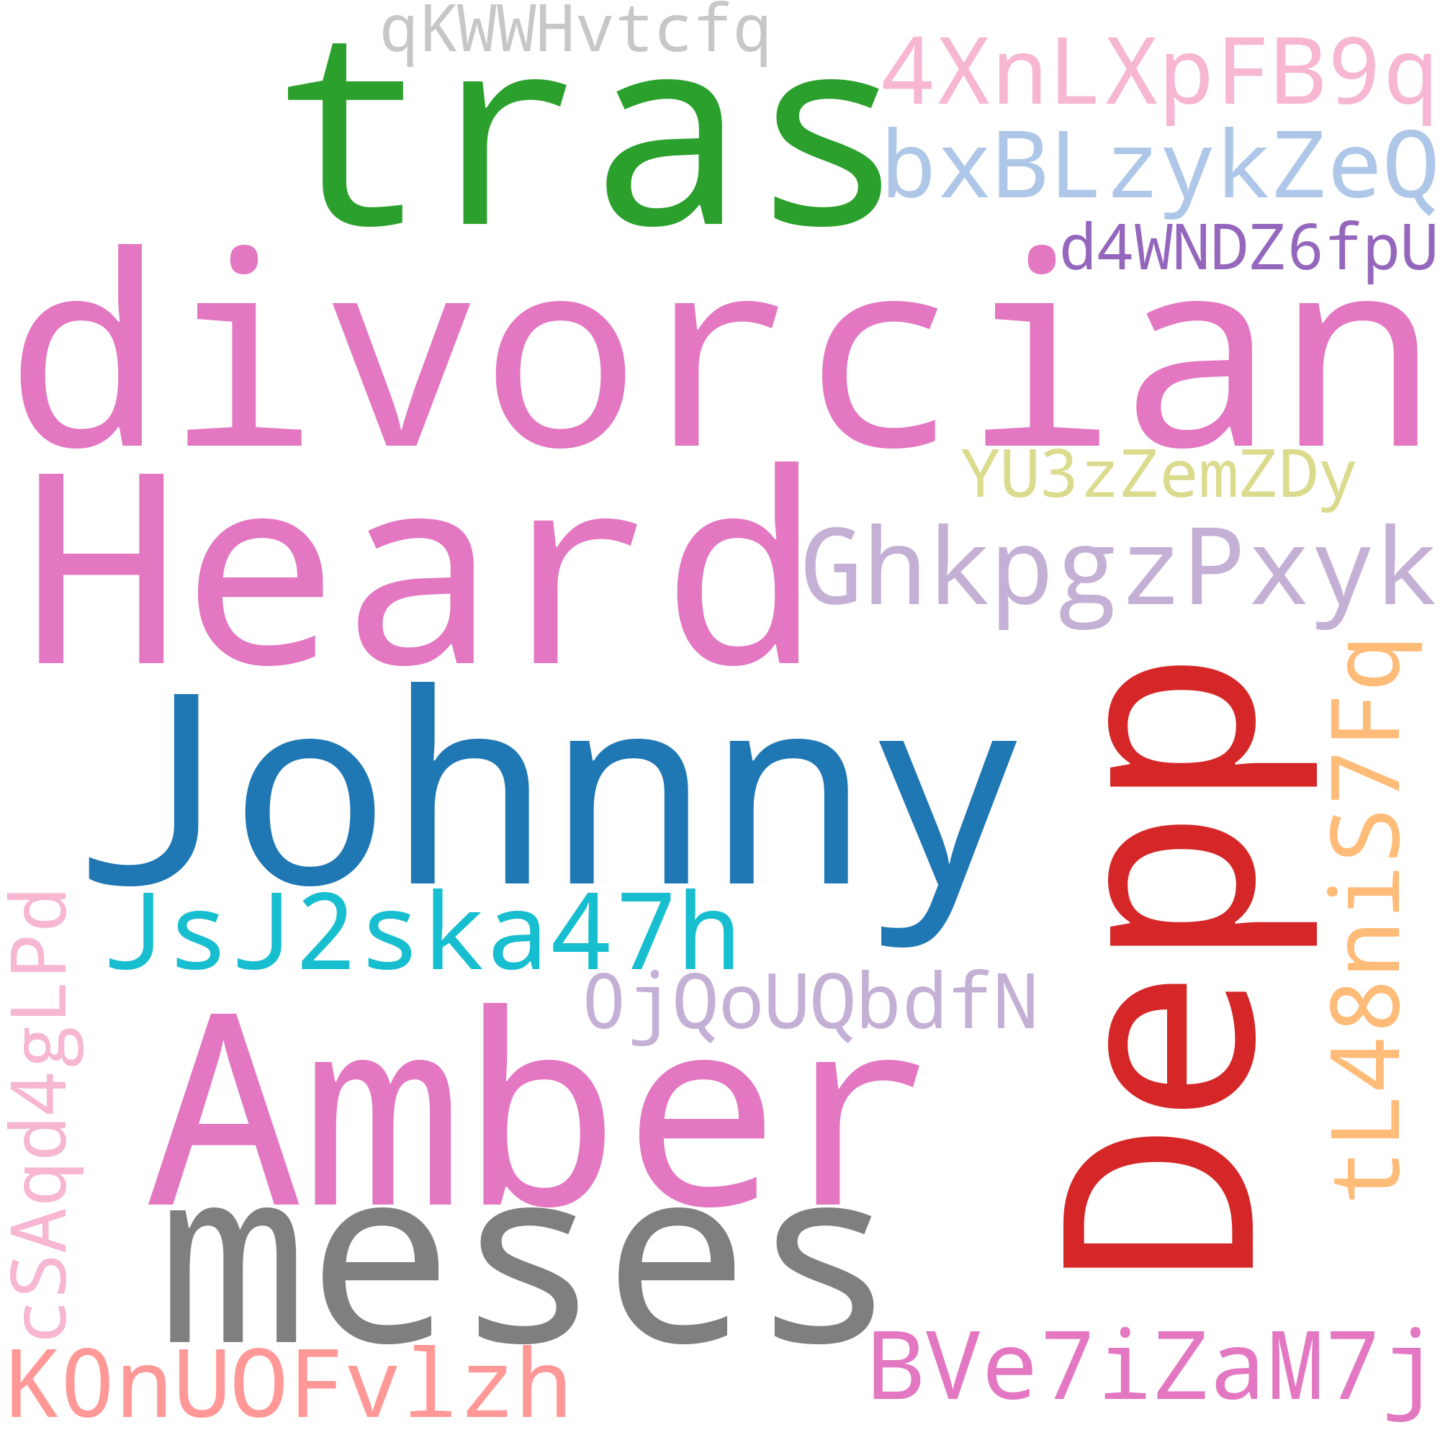 qKWWHvtcfq
tras
4XnLXpFB9q
bxBLzykZeQ
d4WNDZ6fpU
divorcian
YU3zZemZDy
Heard
GhkpgzPxyk
Johnny
Depp
tL48niS7Fq
JsJ2ska47h
cSAqd4gLPd
0jQoUQbdfN
Amber
meses
K0nUOFvlzh
BVe7iZaM7j